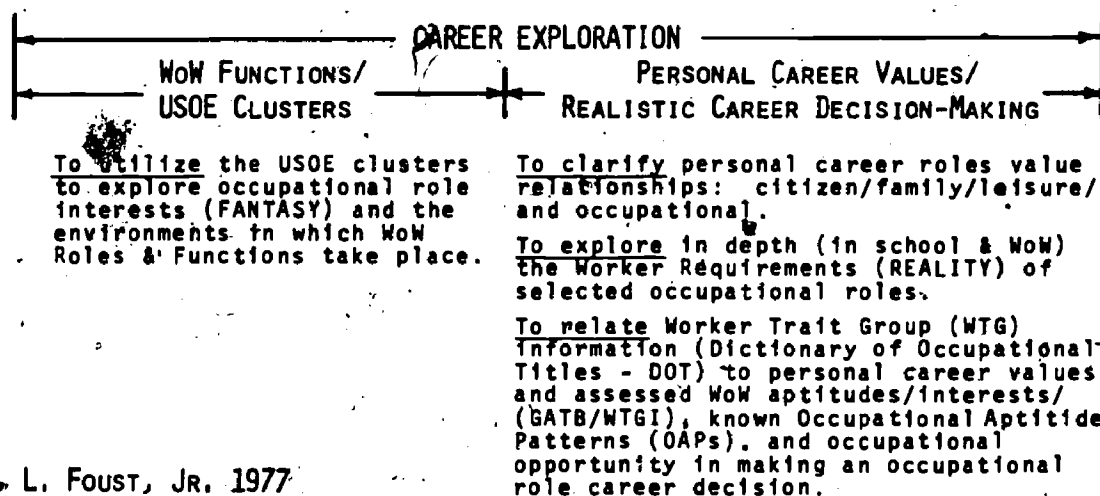 CAREER EXPLORATION
WOW FUNCTIONS/
USOE CLUSTERS
PERSONAL CAREER VALUES/
REALISTIC CAREER DECISION-MAKING
To utilize the USOE clusters
to explore occupational role
interests (FANTASY) and the
environments in which WoW
Roles & Functions take place.
To clarify personal career roles value
relationships: citizen/family/leisure/
and occupational.
To explore in depth (in school & WoW)
the Worker Requirements (REALITY) of
selected occupational roles.
To relate Worker Trait Group (WTG)
information (Dictionary of Occupational
Titles - DOT) to personal career values
and assessed WoW aptitudes/interests/
(GATB/WTGI), known Occupational Aptitide
Patterns (OAPs), and occupational
opportunity in making an occupational
role career decision.
L. FOUST, JR. 1977